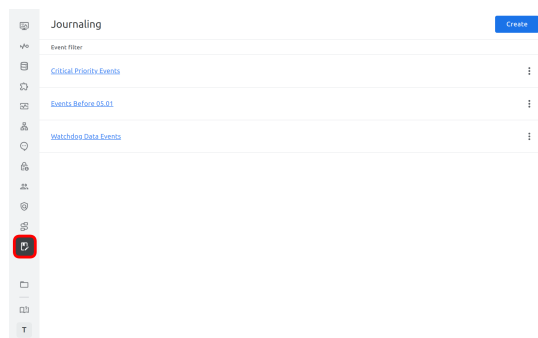 Journaling
Create
Event filter
Critical Priority Events
Events Before 05.01
Watchdog Data Events
T